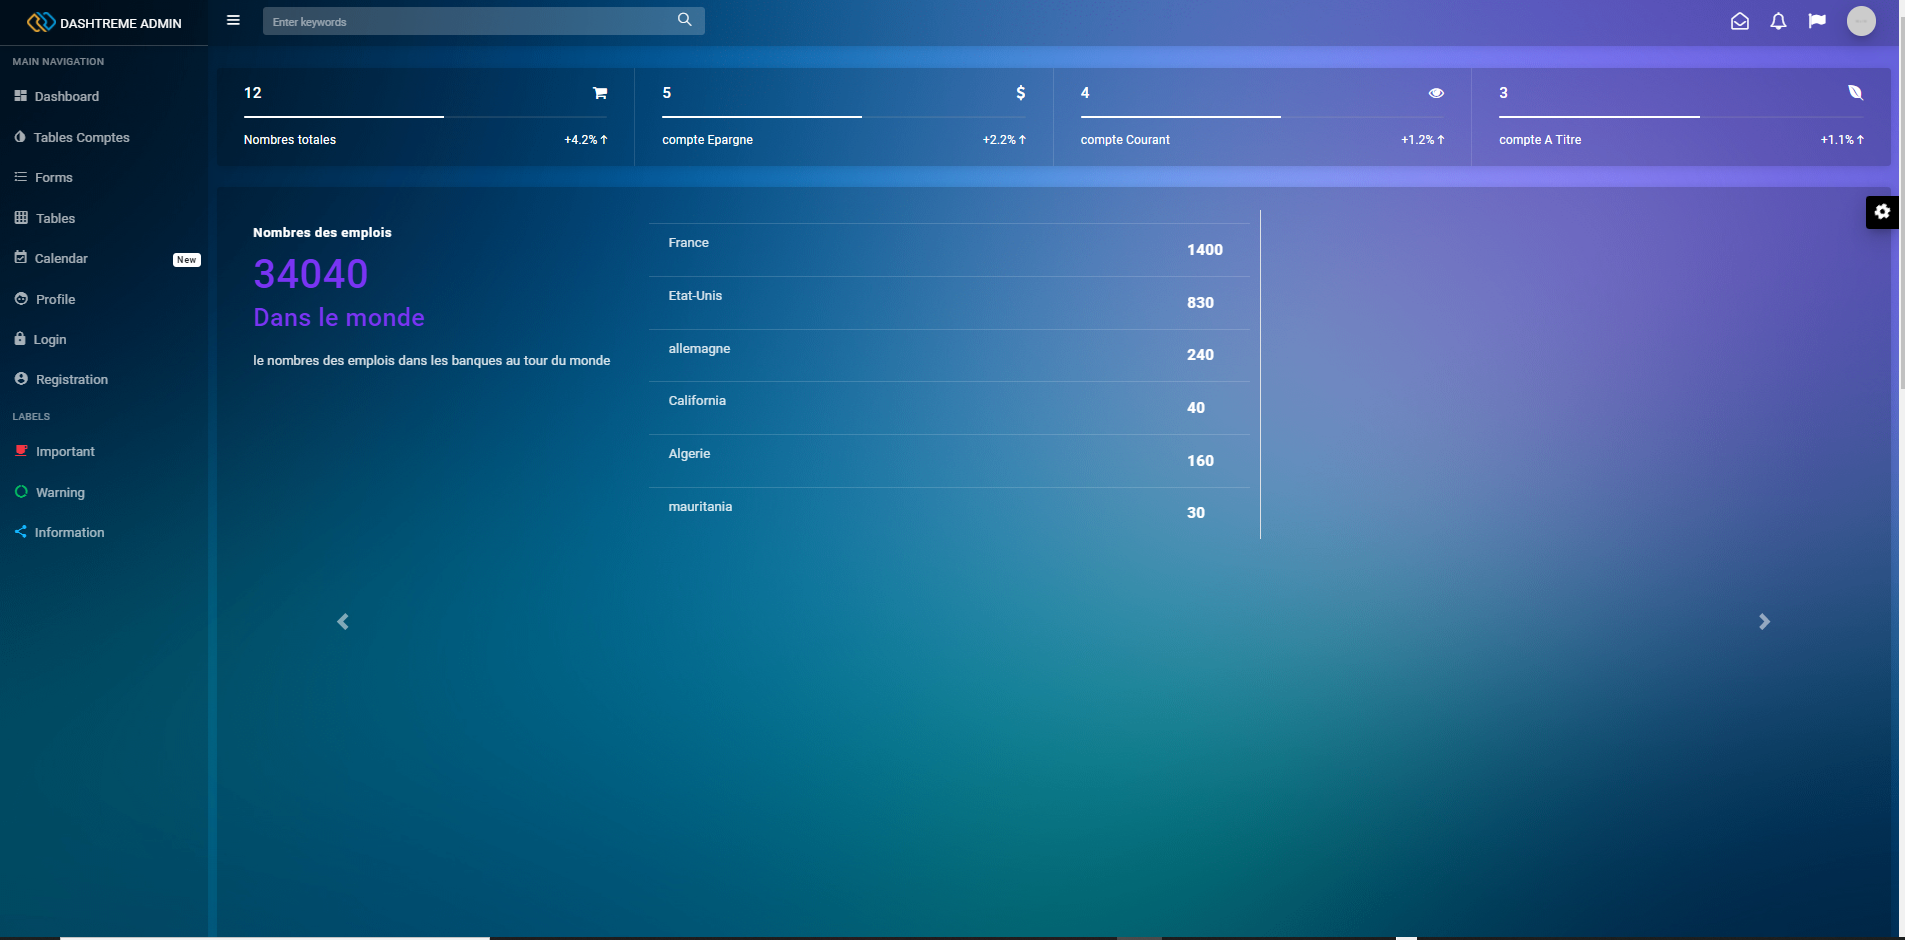 DASHTREME ADMIN
Enter keywords
MAIN NAVIGATION
Dashboard
Tables Comptes
Forms
Tables
Calendar New
Profile
Login
Registration
LABELS
Important
Warning
Information
12
Nombres totales +4.2%
5 $
compte Epargne +2.2%
4
compte Courant +1.2%
3
compte A Titre +1.1%
Nombres des emplois
34040
Dans le monde
le nombres des emplois dans les banques au tour du monde
France 1400
Etat-Unis 830
allemagne 240
California 40
Algerie 160
mauritania 30